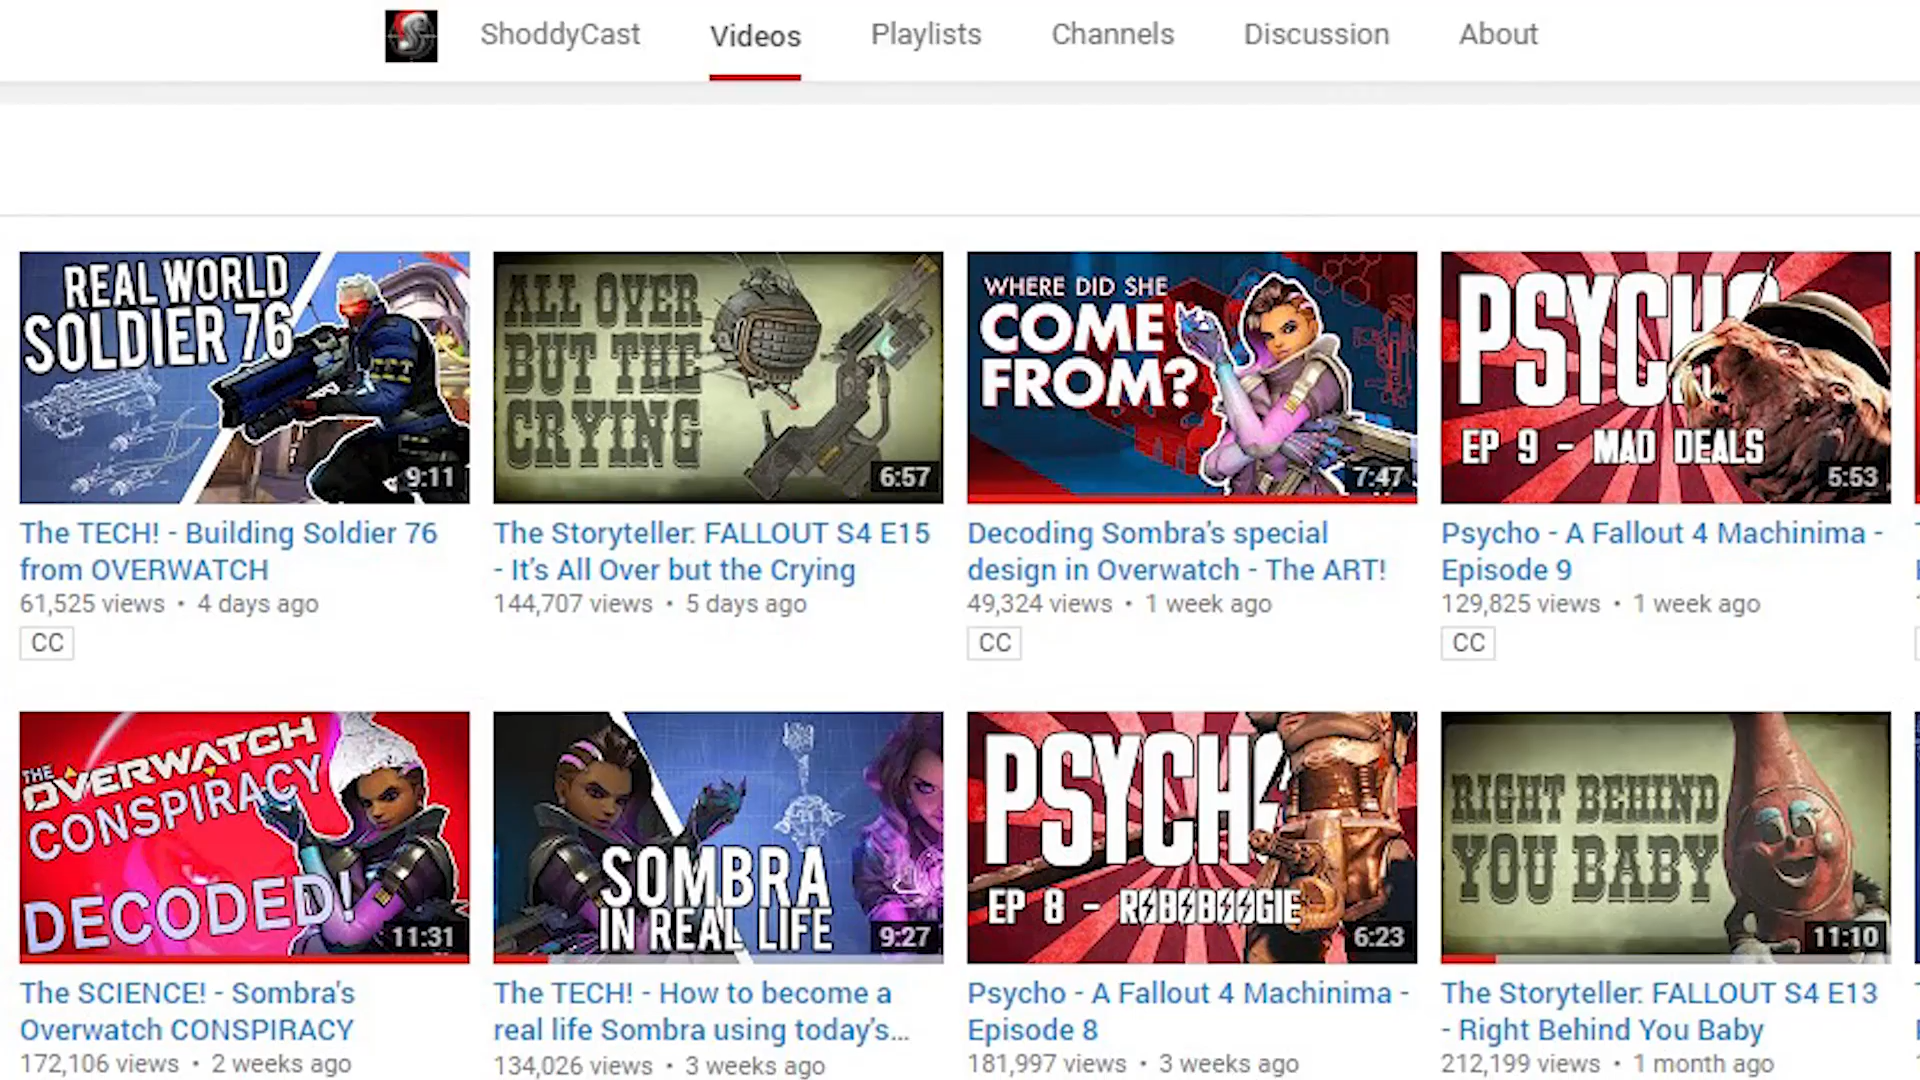 ShoddyCast Videos Playlists Channels Discussion About
REAL WORLD
SOLDIER 76
9:11
ALL OVER
BUT THE
CRYING
6:57
WHERE DID SHE
COME
FROM?
7:47
PSYCHO
EP 9 - MAD DEALS
5:53
The TECH! - Building Soldier 76
from OVERWATCH
61,525 views • 4 days ago
CC
The Storyteller: FALLOUT S4 E15
- It's All Over but the Crying
144,707 views • 5 days ago
Decoding Sombra's special
design in Overwatch - The ART!
49,324 views • 1 week ago
CC
Psycho - A Fallout 4 Machinima -
Episode 9
129,825 views • 1 week ago
CC
THE OVERWATCH
CONSPIRACY
DECODED!
11:31
SOMBRA
IN REAL LIFE
9:27
PSYCHO
EP 8 - ROBOBOOGIE
6:23
RIGHT BEHIND
YOU BABY
11:10
The SCIENCE! - Sombra's
Overwatch CONSPIRACY
172,106 views • 2 weeks ago
The TECH! - How to become a
real life Sombra using today's...
134,026 views • 3 weeks ago
Psycho - A Fallout 4 Machinima -
Episode 8
181,997 views • 3 weeks ago
The Storyteller: FALLOUT S4 E13
- Right Behind You Baby
212,199 views • 1 month ago